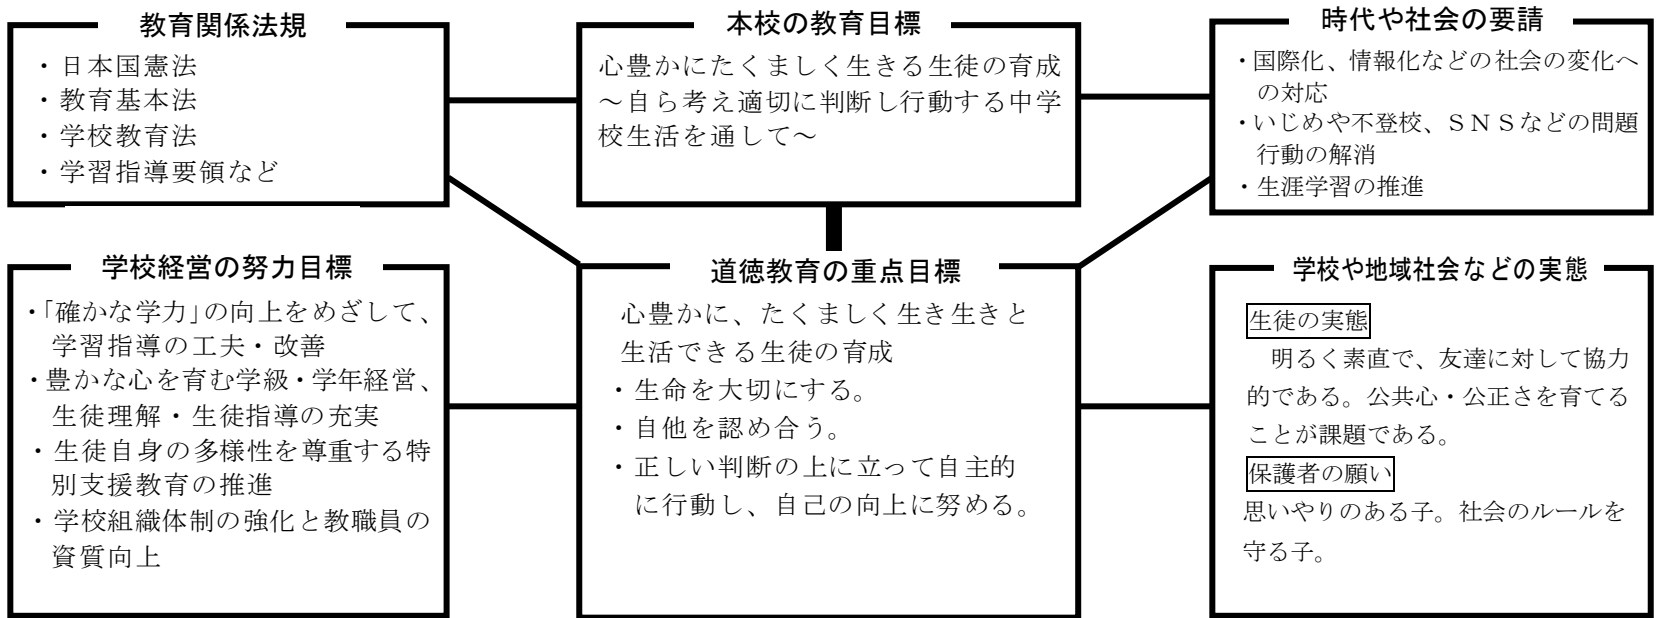 教育関係法規
・日本国憲法
・教育基本法
・学校教育法
・学習指導要領など
本校の教育目標
心豊かにたくましく生きる生徒の育成
～自ら考え適切に判断し行動する中学
校生活を通して～
時代や社会の要請
・国際化、情報化などの社会の変化へ
の対応
・いじめや不登校、ＳＮＳなどの問題
行動の解消
・生涯学習の推進
学校経営の努力目標
・「確かな学力」の向上をめざして、
学習指導の工夫・改善
・豊かな心を育む学級・学年経営、
生徒理解・生徒指導の充実
・生徒自身の多様性を尊重する特
別支援教育の推進
・学校組織体制の強化と教職員の
資質向上
道徳教育の重点目標
心豊かに、たくましく生き生きと
生活できる生徒の育成
・生命を大切にする。
・自他を認め合う。
・正しい判断の上に立って自主的
に行動し、自己の向上に努める。
学校や地域社会などの実態
生徒の実態
明るく素直で、友達に対して協力
的である。公共心・公正さを育てる
ことが課題である。
保護者の願い
思いやりのある子。社会のルールを
守る子。